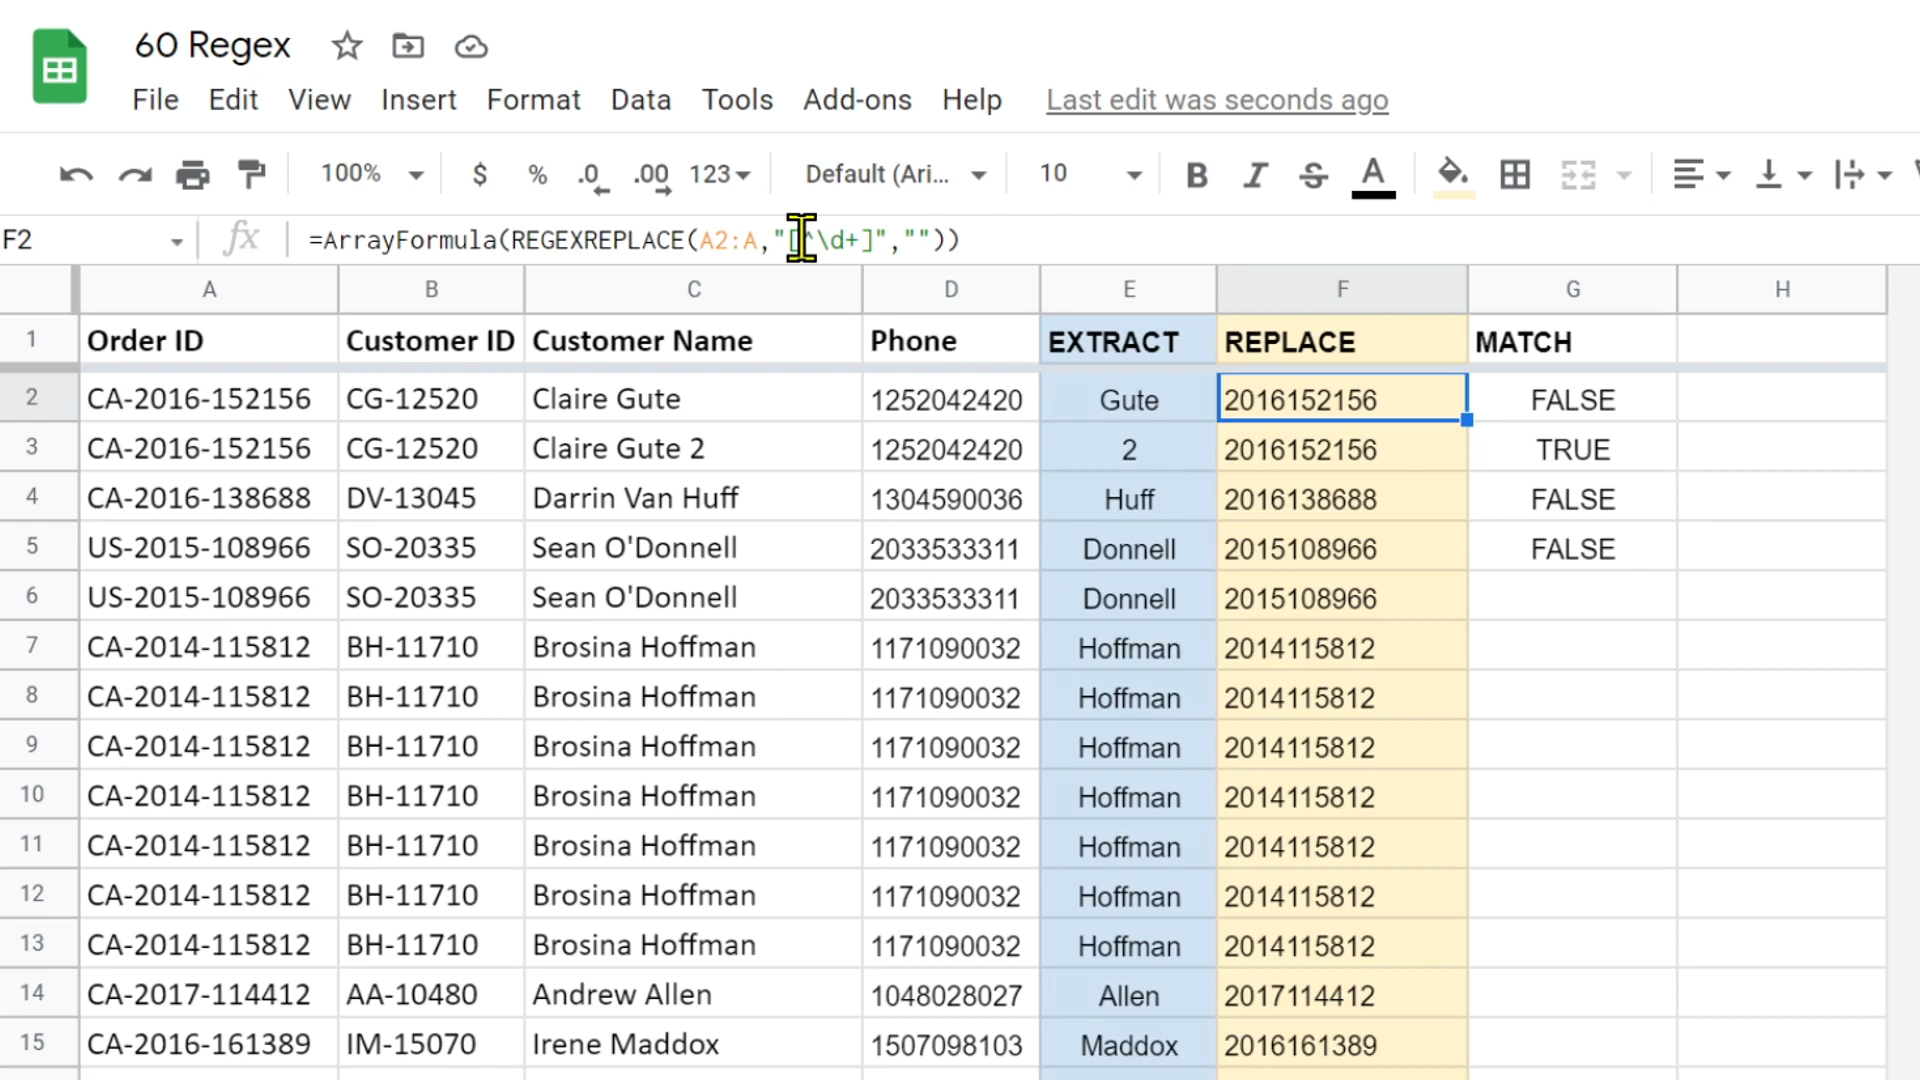 60 Regex
File Edit View Insert Format Data Tools Add-ons Help Last edit was seconds ago
100% $ % .0 .00 123 Default (Ari... 10 B I S A
F2 fx =ArrayFormula(REGEXREPLACE(A2:A,"[^\d+]",""))
A B C D E F G H
1 Order ID Customer ID Customer Name Phone EXTRACT REPLACE MATCH
2 CA-2016-152156 CG-12520 Claire Gute 1252042420 Gute 2016152156 FALSE
3 CA-2016-152156 CG-12520 Claire Gute 2 1252042420 2 2016152156 TRUE
4 CA-2016-138688 DV-13045 Darrin Van Huff 1304590036 Huff 2016138688 FALSE
5 US-2015-108966 SO-20335 Sean O'Donnell 2033533311 Donnell 2015108966 FALSE
6 US-2015-108966 SO-20335 Sean O'Donnell 2033533311 Donnell 2015108966
7 CA-2014-115812 BH-11710 Brosina Hoffman 1171090032 Hoffman 2014115812
8 CA-2014-115812 BH-11710 Brosina Hoffman 1171090032 Hoffman 2014115812
9 CA-2014-115812 BH-11710 Brosina Hoffman 1171090032 Hoffman 2014115812
10 CA-2014-115812 BH-11710 Brosina Hoffman 1171090032 Hoffman 2014115812
11 CA-2014-115812 BH-11710 Brosina Hoffman 1171090032 Hoffman 2014115812
12 CA-2014-115812 BH-11710 Brosina Hoffman 1171090032 Hoffman 2014115812
13 CA-2014-115812 BH-11710 Brosina Hoffman 1171090032 Hoffman 2014115812
14 CA-2017-114412 AA-10480 Andrew Allen 1048028027 Allen 2017114412
15 CA-2016-161389 IM-15070 Irene Maddox 1507098103 Maddox 2016161389